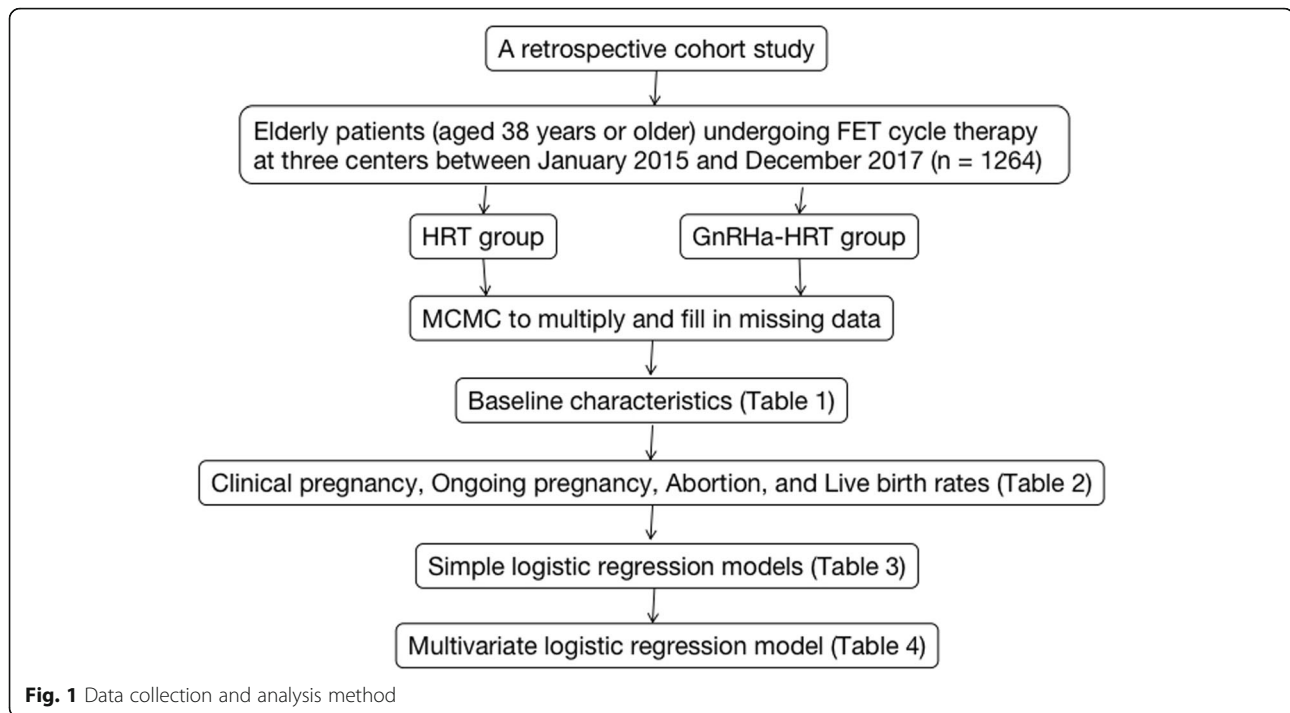 A retrospective cohort study
Elderly patients (aged 38 years or older) undergoing FET cycle therapy
at three centers between January 2015 and December 2017 (n = 1264)
HRT group
GnRHa-HRT group
MCMC to multiply and fill in missing data
Baseline characteristics (Table 1)
Clinical pregnancy, Ongoing pregnancy, Abortion, and Live birth rates (Table 2)
Simple logistic regression models (Table 3)
Multivariate logistic regression model (Table 4)
Fig. 1 Data collection and analysis method